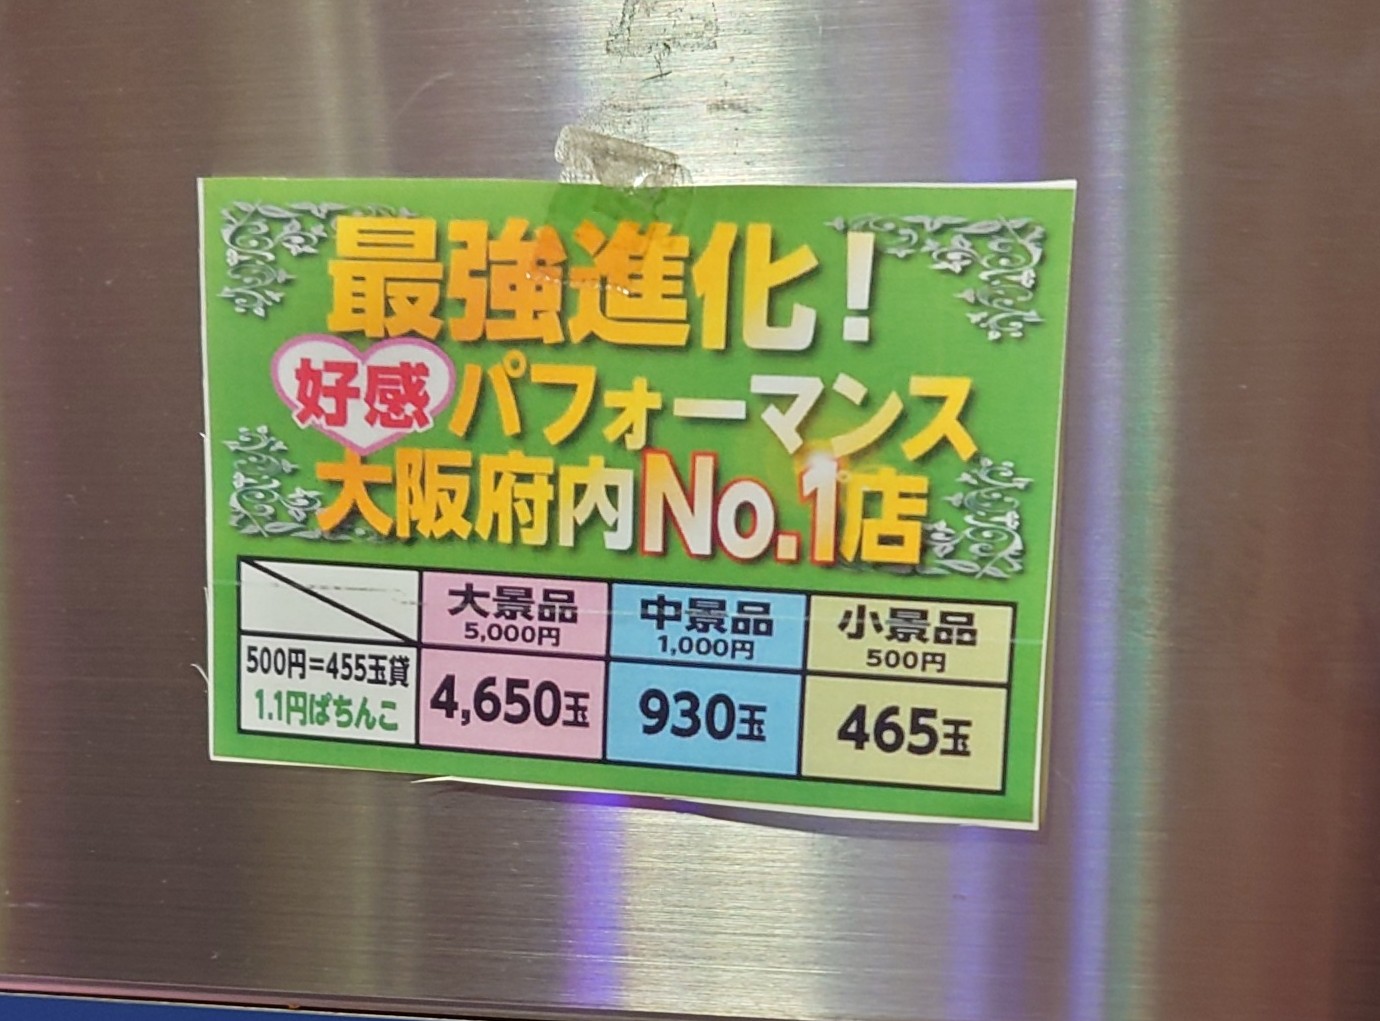 最強進化!
好感パフォーマンス
大阪府内No.1店
大景品 中景品 小景品
5,000円 1,000円 500円
500円=455玉貸
1.1円ぱちんこ
4,650玉 930玉 465玉